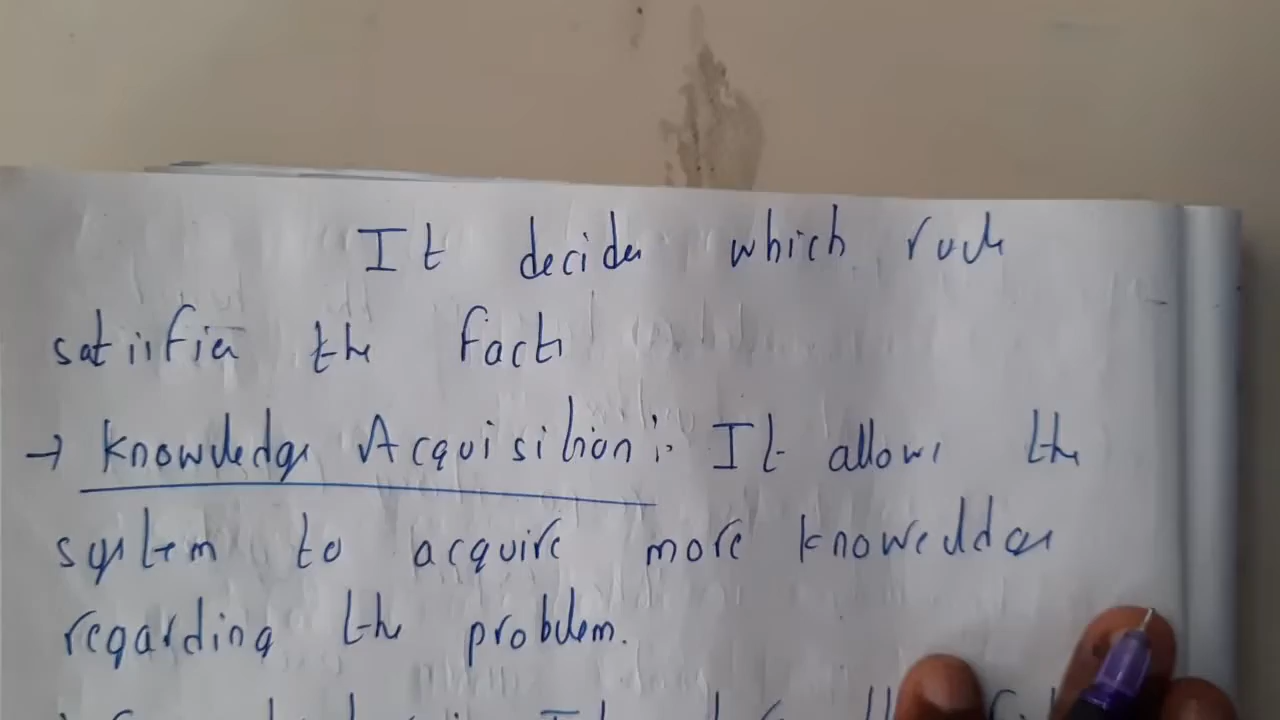 It decides which rule
satisfies the facts
→ Knowledge Acquisition:- It allows the
system to acquire more knoweddge
regarding the problem.